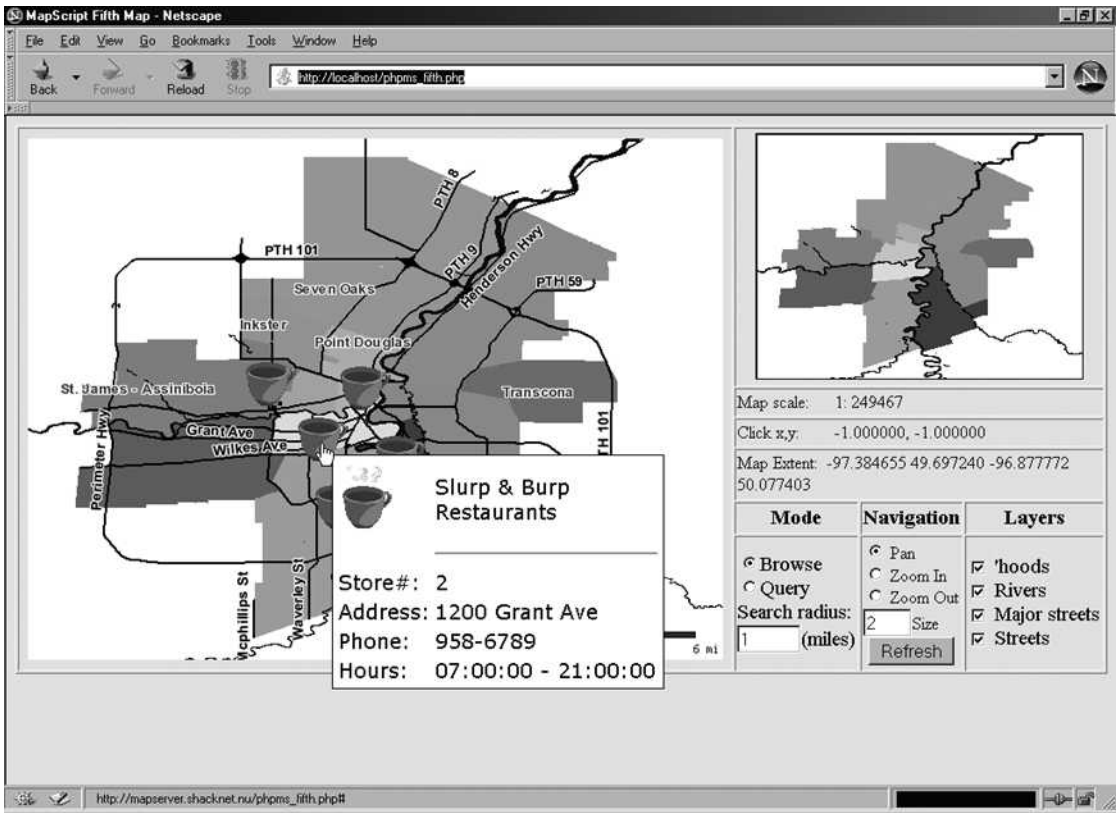 MapScript Fifth Map - Netscape
File Edit View Go Bookmarks Tools Window Help
Back Forward Reload Stop http://localhost/phpms_fifth.php
PTH 8
PTH 101
PTH 9
Henderson Hwy
PTH 59
Seven Oaks
Inkster
Point Douglas
St. James - Assiniboia
Transcona
Grant Ave
Wilkes Ave
Perimeter Hwy
TH 101
Mcphillips St
Waverley St
6 mi
Slurp & Burp
Restaurants
Store#: 2
Address: 1200 Grant Ave
Phone: 958-6789
Hours: 07:00:00 - 21:00:00
Map scale: 1: 249467
Click x,y: -1.000000, -1.000000
Map Extent: -97.384655 49.697240 -96.877772
50.077403
Mode Navigation Layers
Browse
Query
Search radius:
1 (miles)
Pan
Zoom In
Zoom Out
2 Size
Refresh
'hoods
Rivers
Major streets
Streets
http://mapserver.shacknet.nu/phpms_fifth.php#